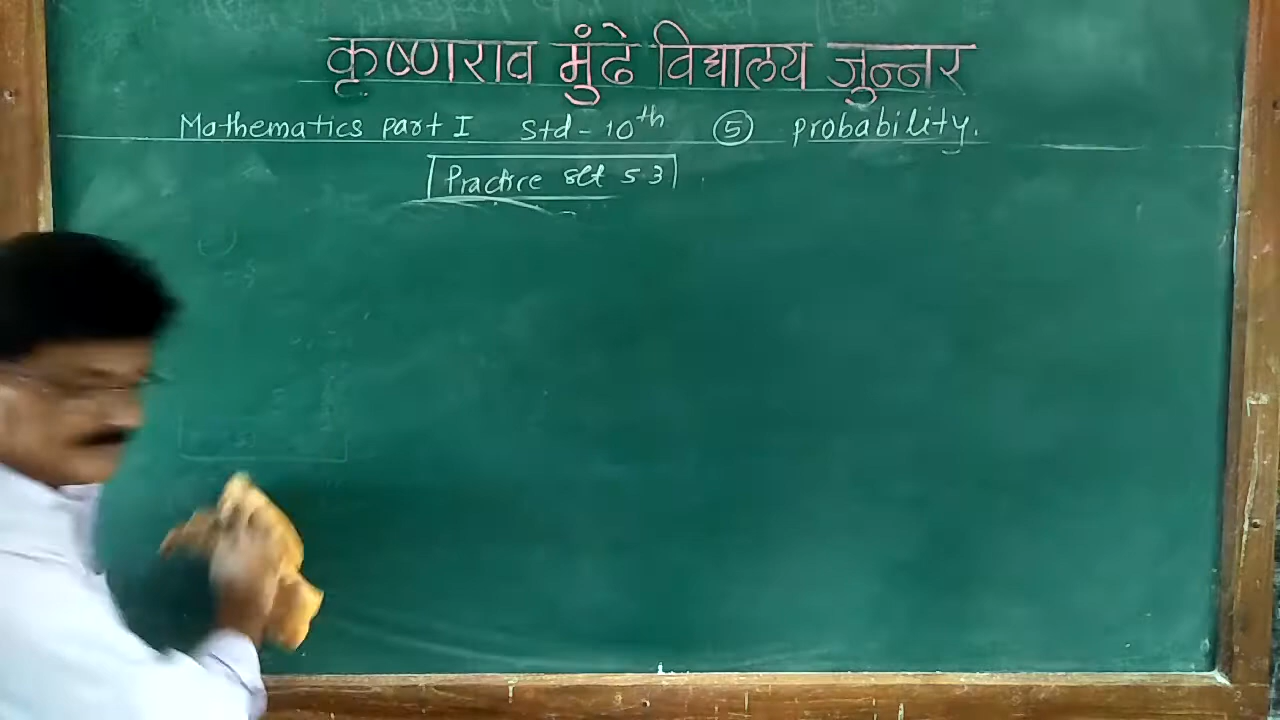 कृष्णराव मुंढे विद्यालय जुन्नर
Mathematics part I Std - 10th ⑤ probability.
Practice set 5 3